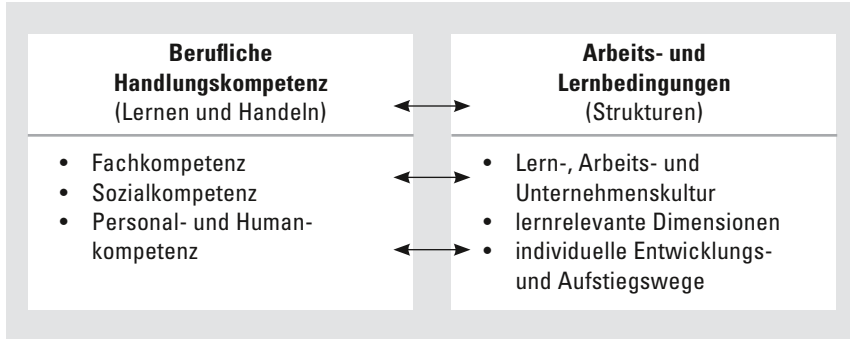 Berufliche
Handlungskompetenz
(Lernen und Handeln)
• Fachkompetenz
• Sozialkompetenz
• Personal- und Human-
kompetenz
Arbeits- und
Lernbedingungen
(Strukturen)
• Lern-, Arbeits- und
Unternehmenskultur
• lernrelevante Dimensionen
• individuelle Entwicklungs-
und Aufstiegswege